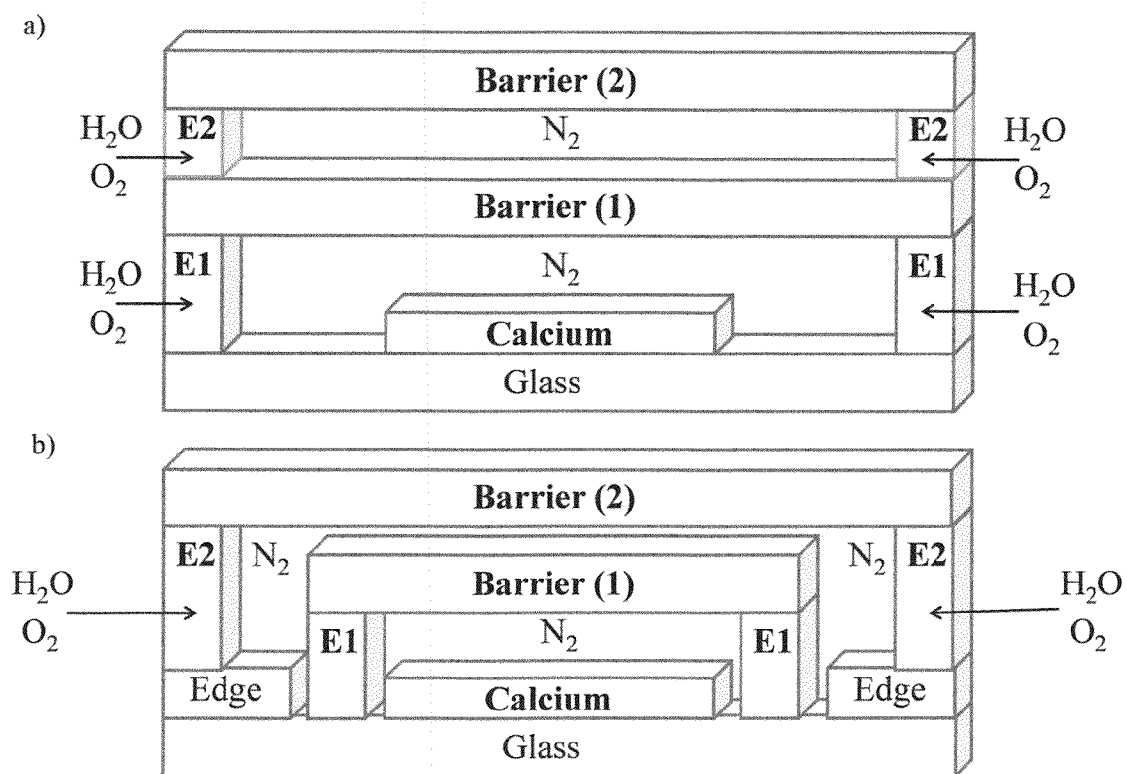 a)
Barrier (2)
H₂O E2 N₂ E2 H₂O
O₂ O₂
Barrier (1)
H₂O E1 N₂ E1 H₂O
O₂ O₂
Calcium
Glass
b)
Barrier (2)
E2 N₂ N₂ E2
H₂O Barrier (1) H₂O
O₂ E1 N₂ E1 O₂
Edge Calcium Edge
Glass